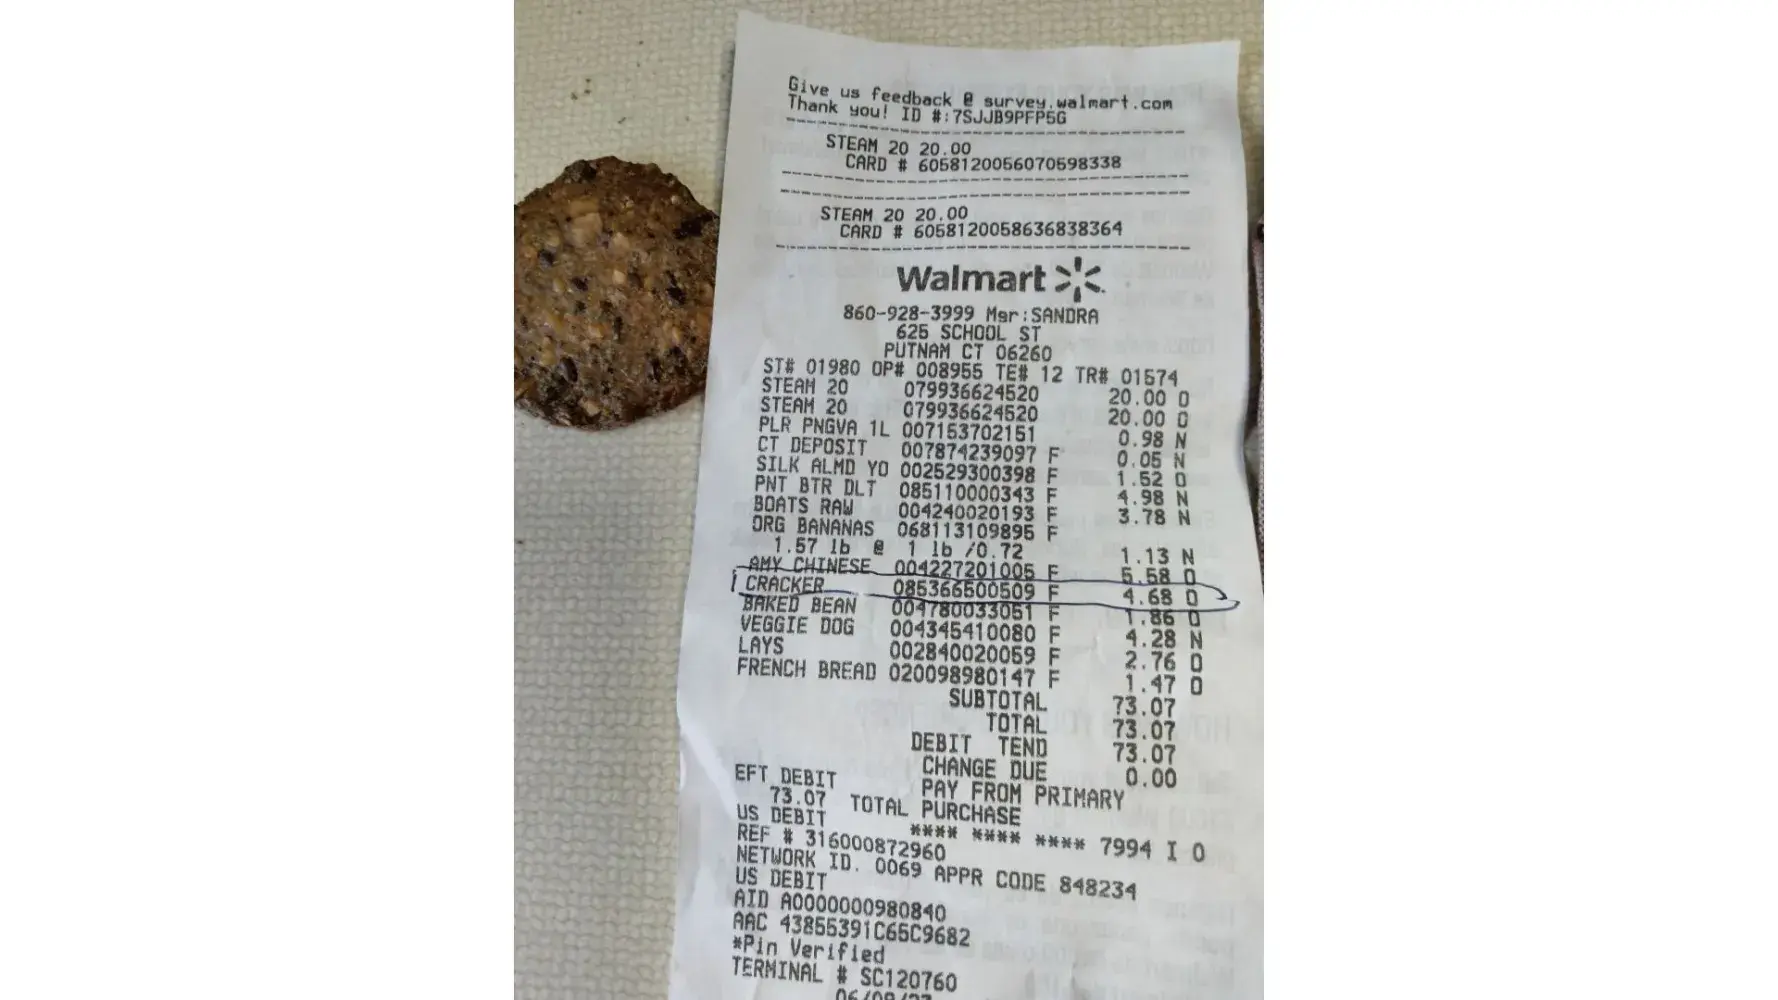 Give us feedback @ survey.walmart.com
Thank you! ID #:7SJJB9PFP5G
STEAM 20 20.00
CARD # 6058120056070598338
STEAM 20 20.00
CARD # 6058120058636838364
Walmart
860-928-3999 Mgr:SANDRA
625 SCHOOL ST
PUTNAM CT 06260
ST# 01980 OP# 008955 TE# 12 TR# 01574
STEAM 20 079936624520 20.00 O
STEAM 20 079936624520 20.00 O
PLR PNGVA 1L 007153702151 0.98 N
CT DEPOSIT 007874239097 F 0.05 N
SILK ALMD YO 002529300398 F 1.52 O
PNT BTR DLT 085110000343 F 4.98 N
BOATS RAW 004240020193 F 3.78 N
ORG BANANAS 068113109895 F
1.57 lb @ 1 lb /0.72 1.13 N
AMY CHINESE 004227201005 F 5.58 O
CRACKER 085366500509 F 4.68 O
BAKED BEAN 004780033051 F 1.86 O
VEGGIE DOG 004345410080 F 4.28 N
LAYS 002840020059 F 2.76 O
FRENCH BREAD 020098980147 F 1.47 O
SUBTOTAL 73.07
TOTAL 73.07
DEBIT TEND 73.07
CHANGE DUE 0.00
EFT DEBIT PAY FROM PRIMARY
73.07 TOTAL PURCHASE
US DEBIT **** **** **** 7994 I 0
REF # 316000872960
NETWORK ID. 0069 APPR CODE 848234
US DEBIT
AID A0000000980840
AAC 43855391C65C9682
*Pin Verified
TERMINAL # SC120760